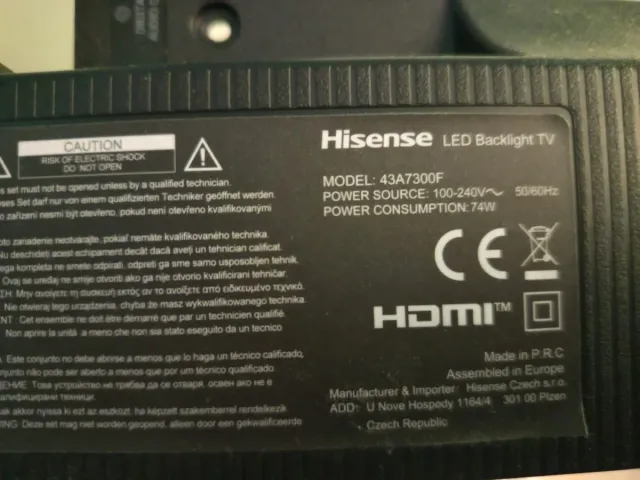 CAUTION
RISK OF ELECTRIC SHOCK
DO NOT OPEN
Hisense LED Backlight TV
MODEL: 43A7300F
POWER SOURCE: 100-240V~ 50/60Hz
POWER CONSUMPTION: 74W
set must not be opened unless by a qualified technician.
Set darf nur von einem qualifizierten Techniker geöffnet werden.
zařízení nesmí být otevřeno, pokud není otevřeno kvalifikovaným
zariadenie neotvárajte, pokiaľ nemáte kvalifikovaného technika.
Nu deschideți acest echipament decât dacă aveți un tehnician calificat.
kompleta ne smete odpirati, odpreti ga sme samo usposobljen tehnik.
Ovaj se uređaj ne smije otvarati ako ga nije otvorio kvalificirani tehničar.
Μην ανοίγετε τη συσκευή εκτός αν το ανοίξετε από ειδικευμένο τεχνικό.
Nie otwieraj tego urządzenia, chyba że masz wykwalifikowanego technika.
Cet ensemble ne doit être démarré que par un technicien qualifié.
Non aprire la unità a meno che non sia stato eseguito da un tecnico
Este conjunto no debe abrirse a menos que lo haga un técnico calificado,
conjunto não pode ser aberto a menos que por um técnico qualificado.
Това устройство не трябва да се отваря, освен ако не е
техници.
csak akkor nyissa ki ezt az eszközt, ha képzett szakemberrel rendelkezik
Deze set mag niet worden geopend, alleen door een gekwalificeerde
CE
HDMI™
Made in P.R.C
Assembled in Europe
Manufacturer & Importer: Hisense Czech s.r.o.
ADD: U Nove Hospody 1164/4 301 00 Plzen
Czech Republic